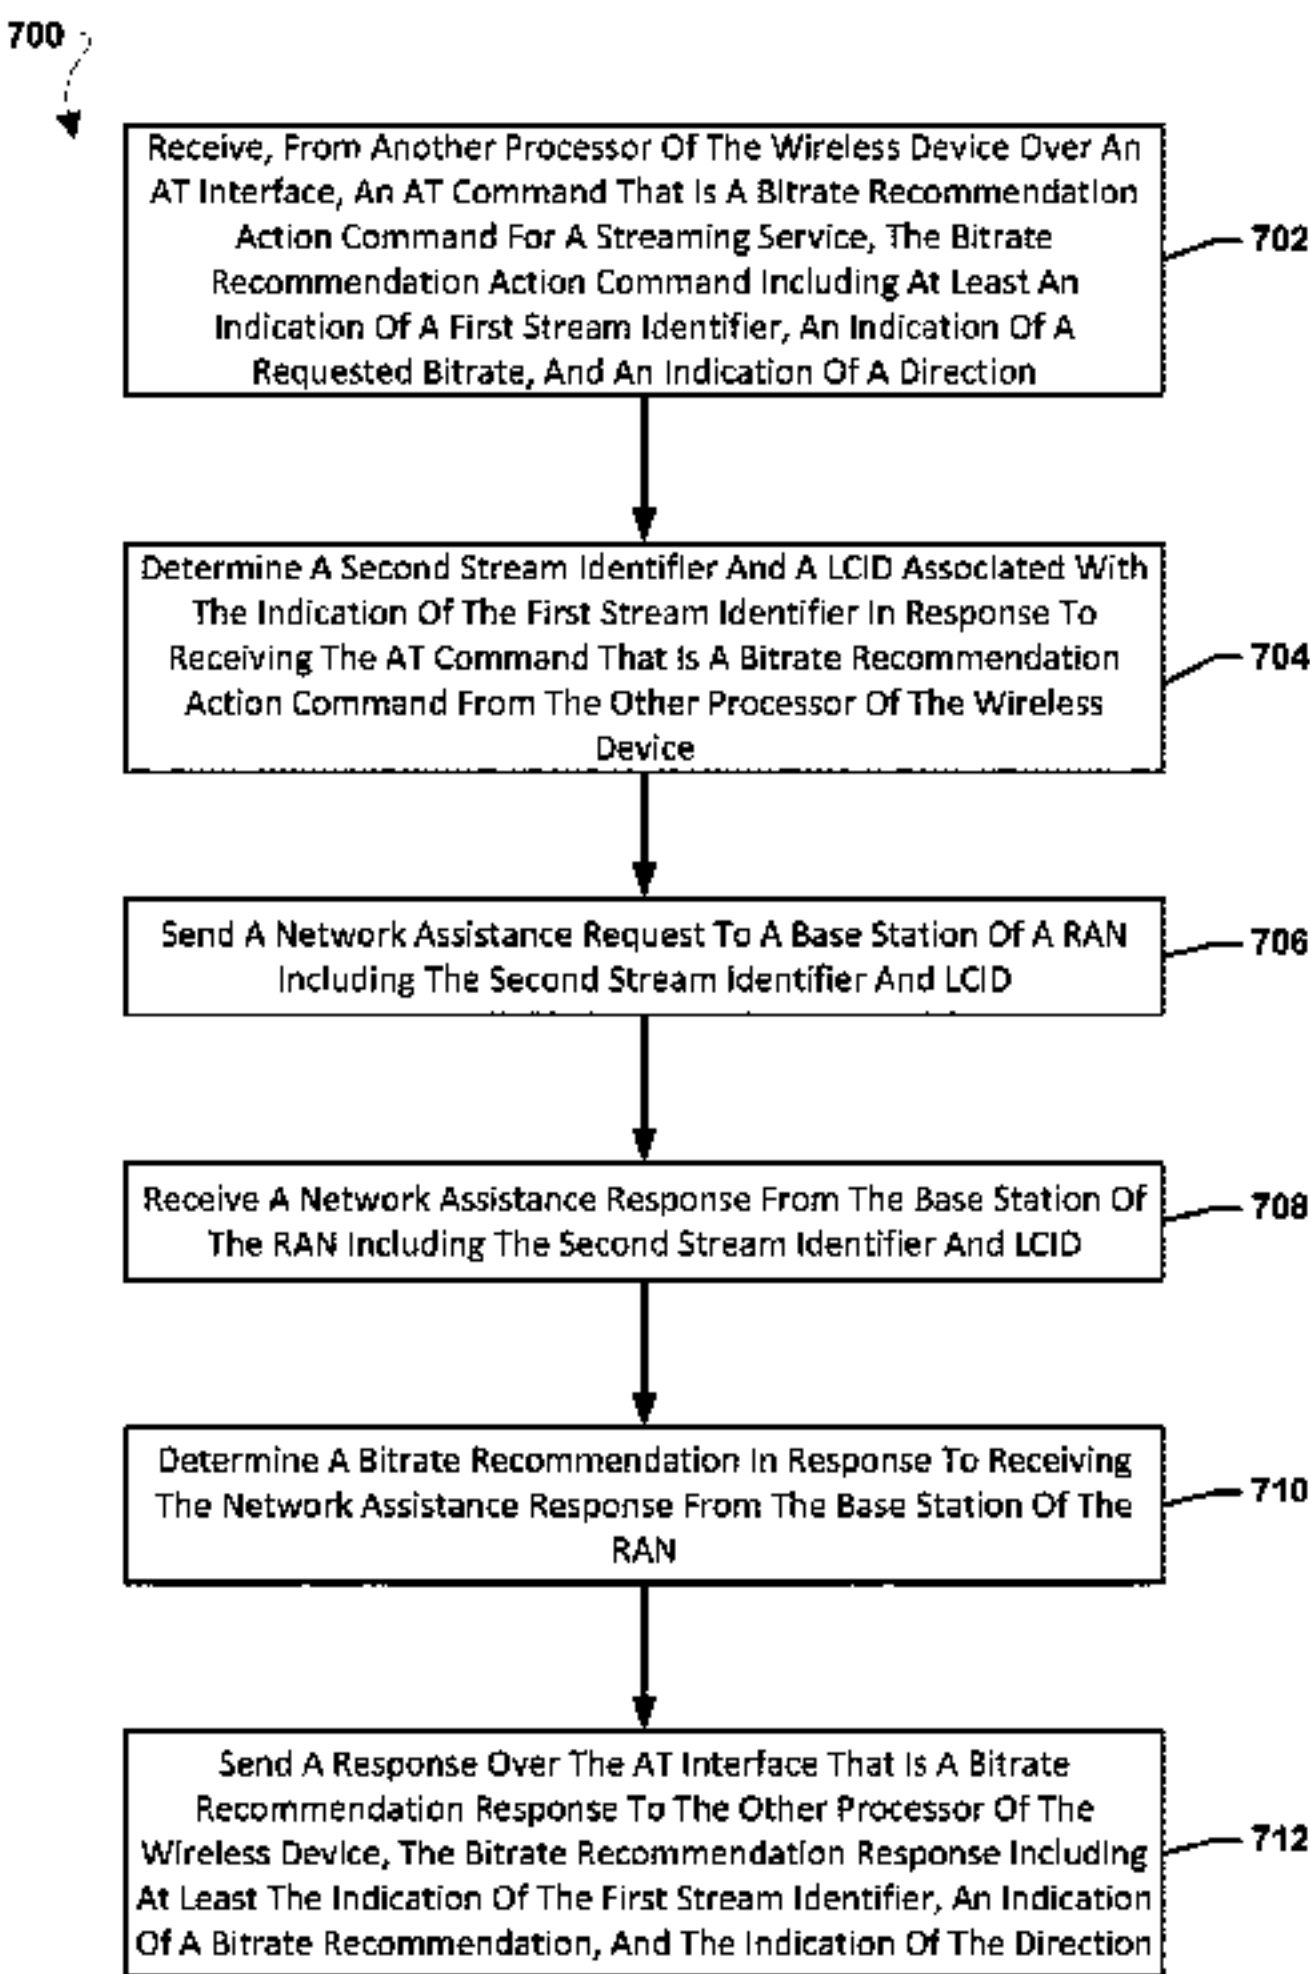 700
Receive, From Another Processor Of The Wireless Device Over An
AT Interface, An AT Command That Is A Bitrate Recommendation
Action Command For A Streaming Service, The Bitrate
Recommendation Action Command Including At Least An
Indication Of A First Stream Identifier, An Indication Of A
Requested Bitrate, And An Indication Of A Direction
702
Determine A Second Stream Identifier And A LCID Associated With
The Indication Of The First Stream Identifier In Response To
Receiving The AT Command That Is A Bitrate Recommendation
Action Command From The Other Processor Of The Wireless
Device
704
Send A Network Assistance Request To A Base Station Of A RAN
Including The Second Stream Identifier And LCID
706
Receive A Network Assistance Response From The Base Station Of
The RAN Including The Second Stream Identifier And LCID
708
Determine A Bitrate Recommendation In Response To Receiving
The Network Assistance Response From The Base Station Of The
RAN
710
Send A Response Over The AT Interface That Is A Bitrate
Recommendation Response To The Other Processor Of The
Wireless Device, The Bitrate Recommendation Response Including
At Least The Indication Of The First Stream Identifier, An Indication
Of A Bitrate Recommendation, And The Indication Of The Direction
712